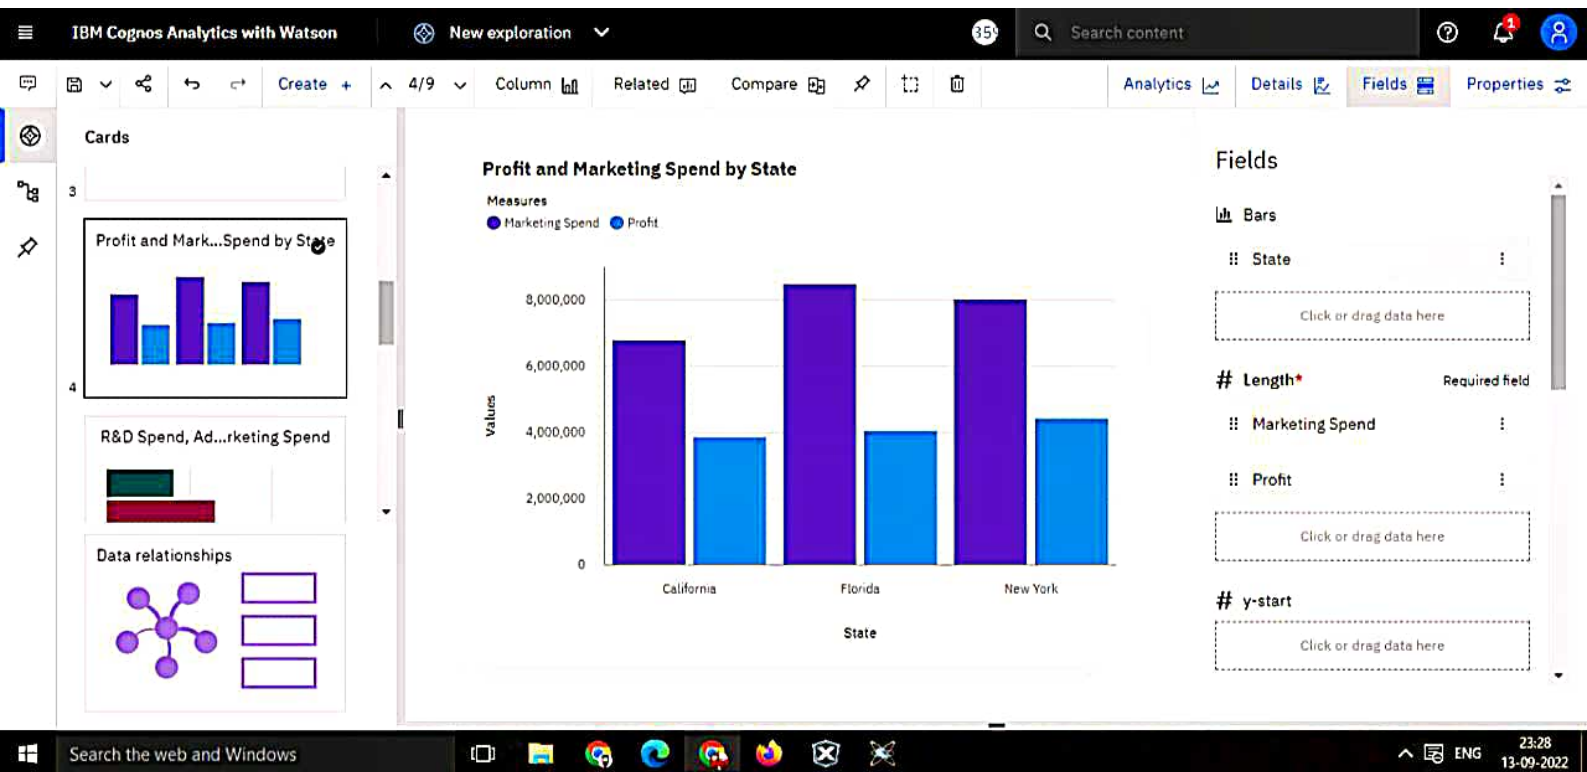 IBM Cognos Analytics with Watson
New exploration
Search content
1
Create +
4/9
Column
Related
Compare
Analytics
Details
Fields
Properties
Cards
3
Profit and Mark...Spend by State
4
R&D Spend, Ad...rketing Spend
Data relationships
Profit and Marketing Spend by State
Measures
Marketing Spend
Profit
Values
8,000,000
6,000,000
4,000,000
2,000,000
0
California
Florida
New York
State
Fields
Bars
State
Click or drag data here
# Length*
Required field
Marketing Spend
Profit
Click or drag data here
# y-start
Click or drag data here
Search the web and Windows
ENG
23:28
13-09-2022